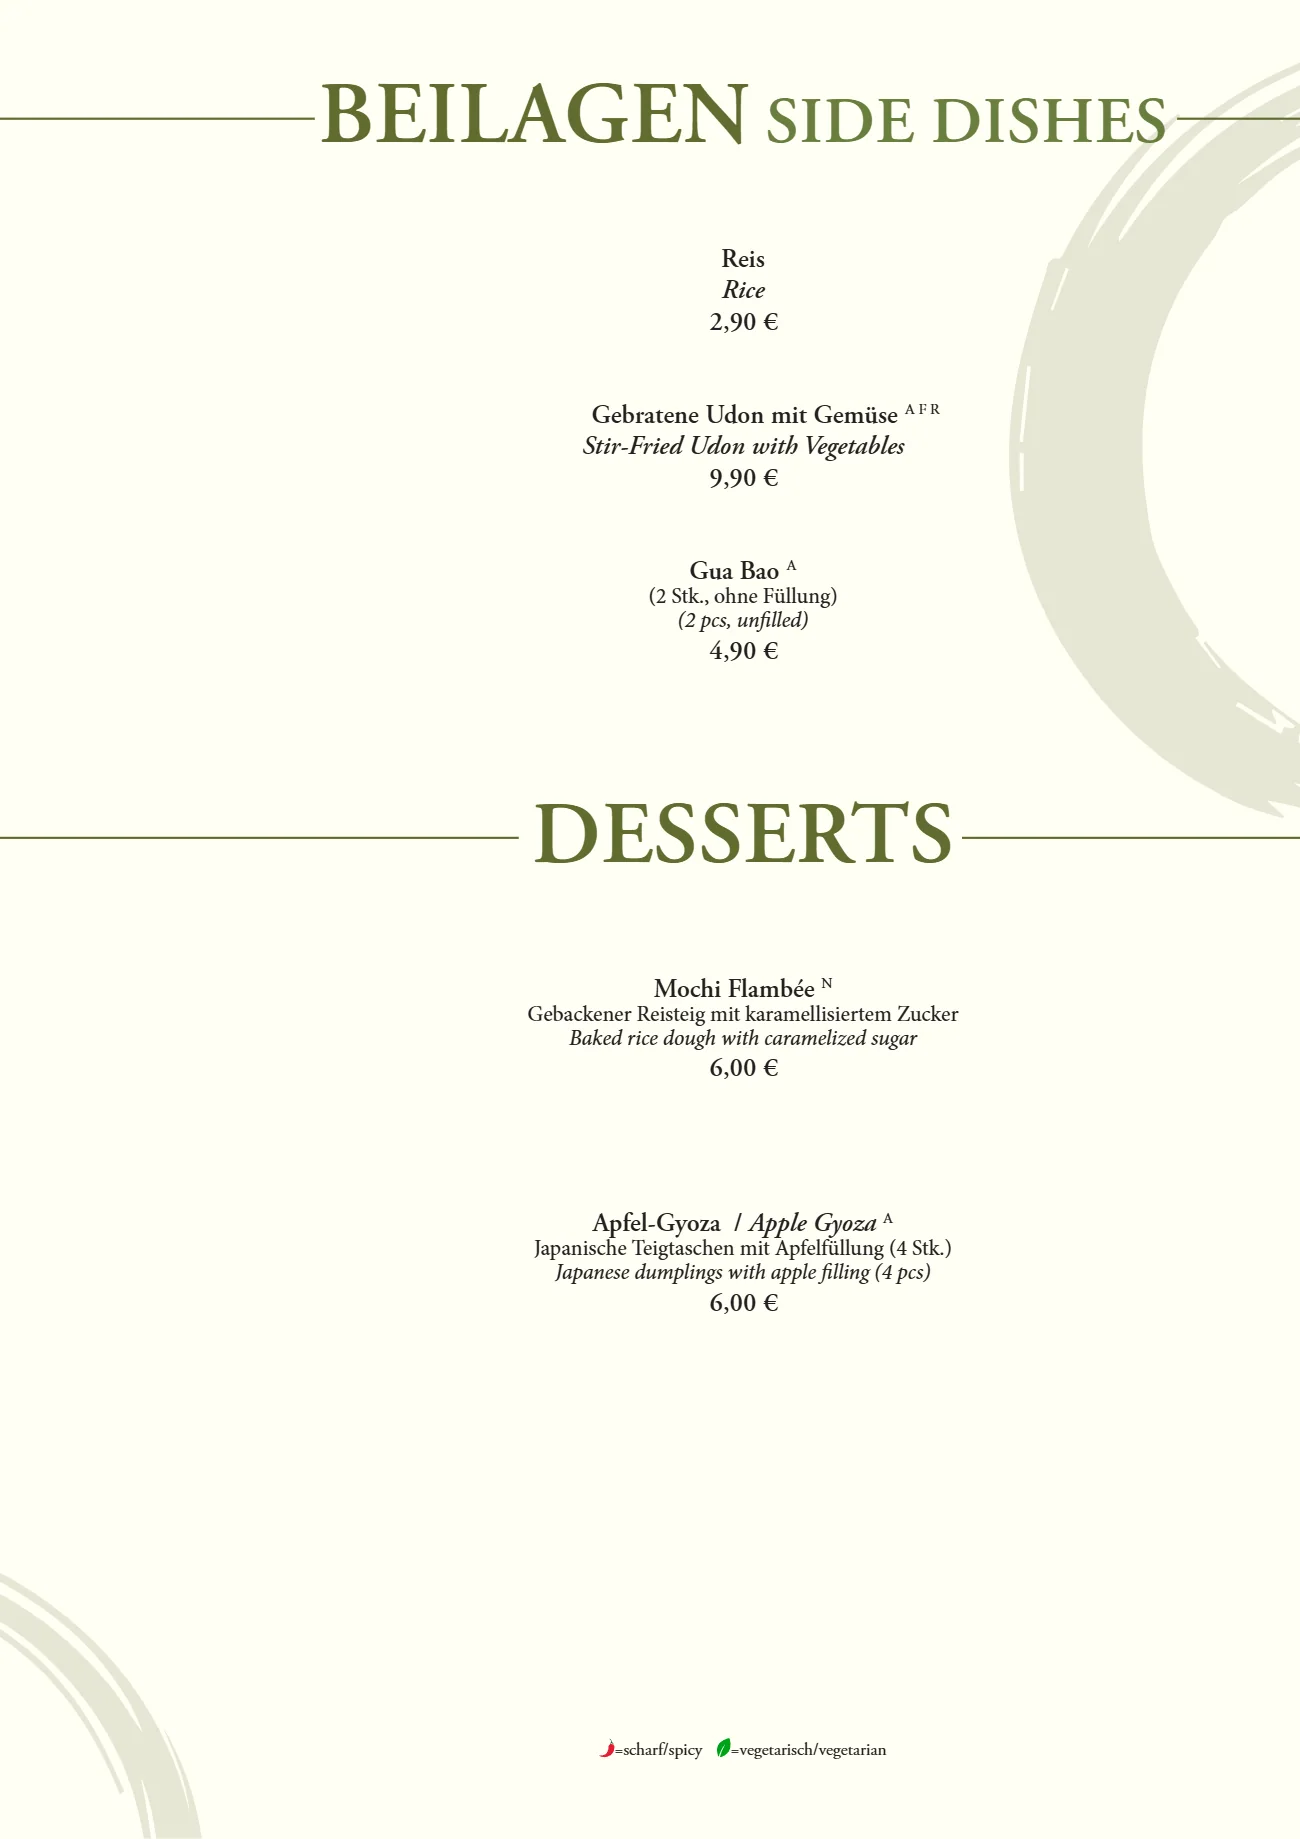 BEILAGEN SIDE DISHES
Reis
Rice
2,90 €
Gebratene Udon mit Gemüse A F R
Stir-Fried Udon with Vegetables
9,90 €
Gua Bao A
(2 Stk., ohne Füllung)
(2 pcs, unfilled)
4,90 €
DESSERTS
Mochi Flambée N
Gebackener Reisteig mit karamellisiertem Zucker
Baked rice dough with caramelized sugar
6,00 €
Apfel-Gyoza / Apple Gyoza A
Japanische Teigtaschen mit Apfelfüllung (4 Stk.)
Japanese dumplings with apple filling (4 pcs)
6,00 €
=scharf/spicy =vegetarisch/vegetarian